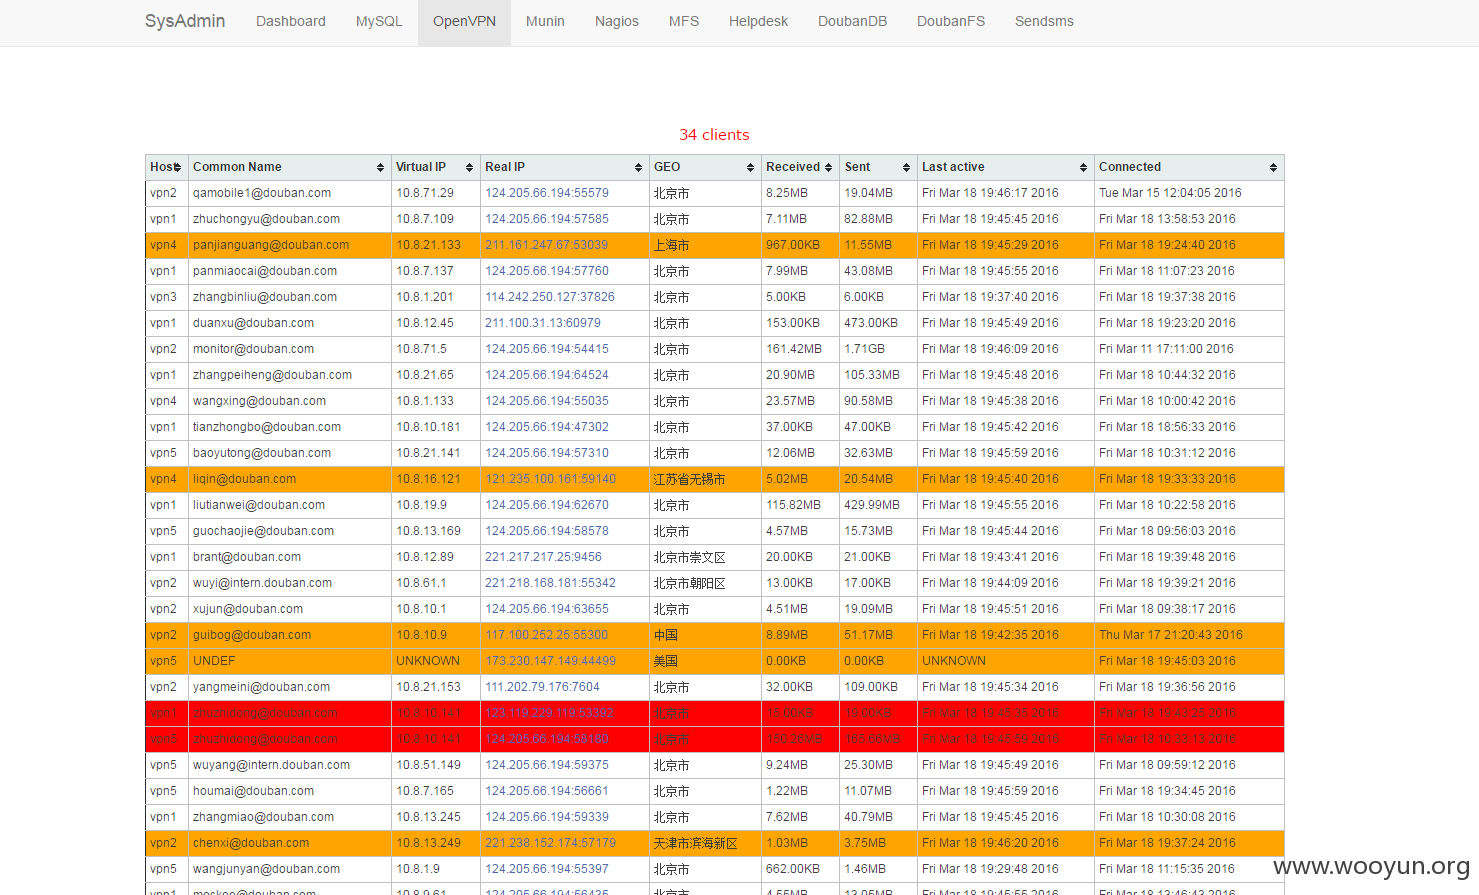 SysAdmin Dashboard MySQL OpenVPN Munin Nagios MFS Helpdesk DoubanDB DoubanFS Sendsms
34 clients
Host Common Name Virtual IP Real IP GEO Received Sent Last active Connected
vpn2 qamobile1@douban.com 10.8.71.29 124.205.66.194:55579 北京市 8.25MB 19.04MB Fri Mar 18 19:46:17 2016 Tue Mar 15 12:04:05 2016
vpn1 zhuchongyu@douban.com 10.8.7.109 124.205.66.194:57585 北京市 7.11MB 82.88MB Fri Mar 18 19:45:45 2016 Fri Mar 18 13:58:53 2016
vpn4 panjianguang@douban.com 10.8.21.133 211.161.247.67:53039 上海市 967.00KB 11.55MB Fri Mar 18 19:45:29 2016 Fri Mar 18 19:24:40 2016
vpn1 panmiaocai@douban.com 10.8.7.137 124.205.66.194:57760 北京市 7.99MB 43.08MB Fri Mar 18 19:45:55 2016 Fri Mar 18 11:07:23 2016
vpn3 zhangbinliu@douban.com 10.8.1.201 114.242.250.127:37826 北京市 5.00KB 6.00KB Fri Mar 18 19:37:40 2016 Fri Mar 18 19:37:38 2016
vpn1 duanxu@douban.com 10.8.12.45 211.100.31.13:60979 北京市 153.00KB 473.00KB Fri Mar 18 19:45:49 2016 Fri Mar 18 19:23:20 2016
vpn2 monitor@douban.com 10.8.71.5 124.205.66.194:54415 北京市 161.42MB 1.71GB Fri Mar 18 19:46:09 2016 Fri Mar 11 17:11:00 2016
vpn1 zhangpeiheng@douban.com 10.8.21.65 124.205.66.194:64524 北京市 20.90MB 105.33MB Fri Mar 18 19:45:48 2016 Fri Mar 18 10:44:32 2016
vpn4 wangxing@douban.com 10.8.1.133 124.205.66.194:55035 北京市 23.57MB 90.58MB Fri Mar 18 19:45:38 2016 Fri Mar 18 10:00:42 2016
vpn1 tianzhongbo@douban.com 10.8.10.181 124.205.66.194:47302 北京市 37.00KB 47.00KB Fri Mar 18 19:45:42 2016 Fri Mar 18 18:56:33 2016
vpn5 baoyutong@douban.com 10.8.21.141 124.205.66.194:57310 北京市 12.06MB 32.63MB Fri Mar 18 19:45:59 2016 Fri Mar 18 10:31:12 2016
vpn4 liqin@douban.com 10.8.16.121 121.235.100.161:59140 江苏省无锡市 5.02MB 20.54MB Fri Mar 18 19:45:40 2016 Fri Mar 18 19:33:33 2016
vpn1 liutianwei@douban.com 10.8.19.9 124.205.66.194:62670 北京市 115.82MB 429.99MB Fri Mar 18 19:45:55 2016 Fri Mar 18 10:22:58 2016
vpn5 guochaojie@douban.com 10.8.13.169 124.205.66.194:58578 北京市 4.57MB 15.73MB Fri Mar 18 19:45:44 2016 Fri Mar 18 09:56:03 2016
vpn1 brant@douban.com 10.8.12.89 221.217.217.25:9456 北京市崇文区 20.00KB 21.00KB Fri Mar 18 19:43:41 2016 Fri Mar 18 19:39:48 2016
vpn2 wuyi@intern.douban.com 10.8.61.1 221.218.168.181:55342 北京市朝阳区 13.00KB 17.00KB Fri Mar 18 19:44:09 2016 Fri Mar 18 19:39:21 2016
vpn2 xujun@douban.com 10.8.10.1 124.205.66.194:63655 北京市 4.51MB 19.09MB Fri Mar 18 19:45:51 2016 Fri Mar 18 09:38:17 2016
vpn2 guibog@douban.com 10.8.10.9 117.100.252.25:55300 中国 8.89MB 51.17MB Fri Mar 18 19:42:35 2016 Thu Mar 17 21:20:43 2016
vpn5 UNDEF UNKNOWN 173.230.147.149:44499 美国 0.00KB 0.00KB UNKNOWN Fri Mar 18 19:45:03 2016
vpn2 yangmeini@douban.com 10.8.21.153 111.202.79.176:7604 北京市 32.00KB 109.00KB Fri Mar 18 19:45:34 2016 Fri Mar 18 19:36:56 2016
vpn1 zhuzhidong@douban.com 10.8.10.141 123.119.229.119:53392 北京市 15.00KB 19.00KB Fri Mar 18 19:45:35 2016 Fri Mar 18 19:43:25 2016
vpn5 zhuzhidong@douban.com 10.8.10.141 124.205.66.194:58180 北京市 150.26MB 165.66MB Fri Mar 18 19:45:59 2016 Fri Mar 18 10:33:13 2016
vpn5 wuyang@intern.douban.com 10.8.51.149 124.205.66.194:59375 北京市 9.24MB 25.30MB Fri Mar 18 19:45:49 2016 Fri Mar 18 09:59:12 2016
vpn5 houmai@douban.com 10.8.7.165 124.205.66.194:56661 北京市 1.22MB 11.07MB Fri Mar 18 19:45:59 2016 Fri Mar 18 19:34:45 2016
vpn1 zhangmiao@douban.com 10.8.13.245 124.205.66.194:59339 北京市 7.62MB 40.79MB Fri Mar 18 19:45:45 2016 Fri Mar 18 10:30:08 2016
vpn2 chenxi@douban.com 10.8.13.249 221.238.152.174:57179 天津市滨海新区 1.03MB 3.75MB Fri Mar 18 19:46:20 2016 Fri Mar 18 19:37:24 2016
vpn5 wangjunyan@douban.com 10.8.1.9 124.205.66.194:55397 北京市 662.00KB 1.46MB Fri Mar 18 19:29:48 2016 Fri Mar 18 11:15:35 2016
www.wooyun.org